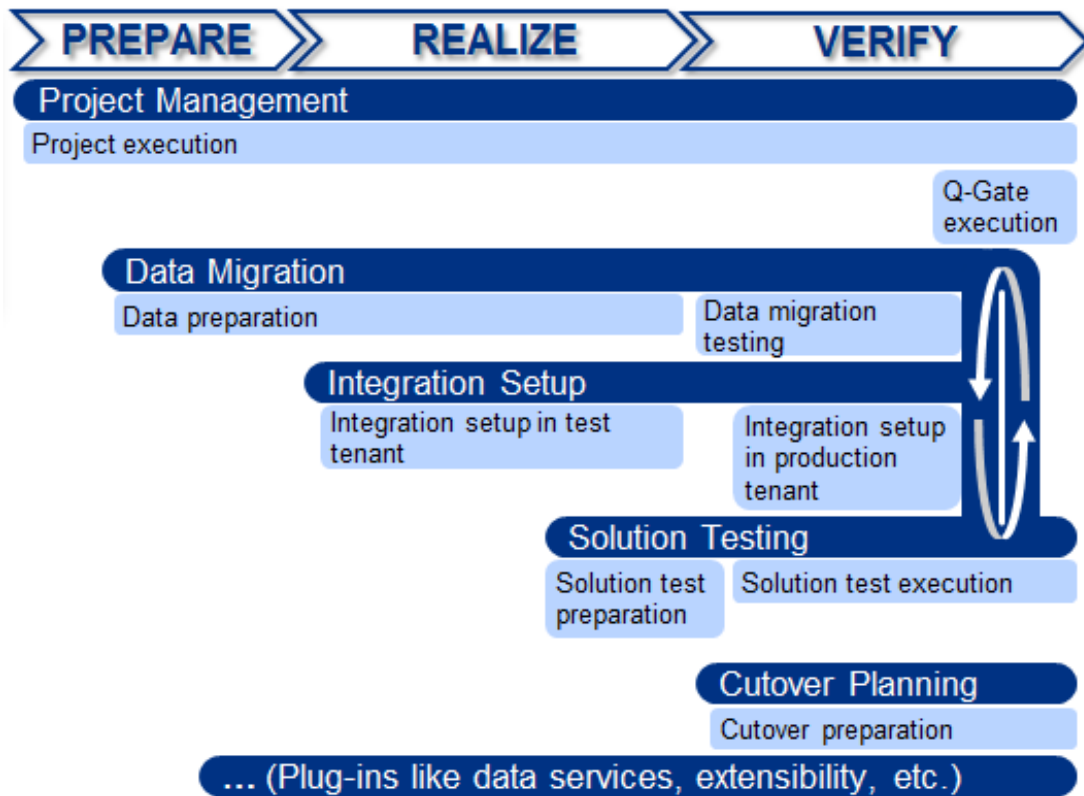 PREPARE REALIZE VERIFY
Project Management
Project execution
Q-Gate
execution
Data Migration
Data preparation
Data migration
testing
Integration Setup
Integration setup in test
tenant
Integration setup
in production
tenant
Solution Testing
Solution test
preparation
Solution test execution
Cutover Planning
Cutover preparation
... (Plug-ins like data services, extensibility, etc.)